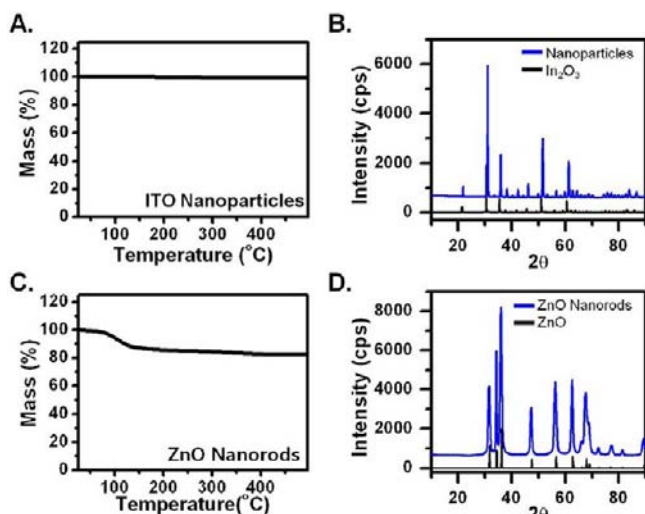 A.
120
100
80
60
40
20
0
Mass (%)
ITO Nanoparticles
100 200 300 400
Temperature (°C)
B.
6000
4000
2000
0
Intensity (cps)
Nanoparticles
In₂O₃
20 40 60 80
2θ
C.
120
100
80
60
40
20
0
Mass (%)
ZnO Nanorods
100 200 300 400
Temperature(°C)
D.
8000
6000
4000
2000
0
Intensity (cps)
ZnO Nanorods
ZnO
20 40 60 80
2θ